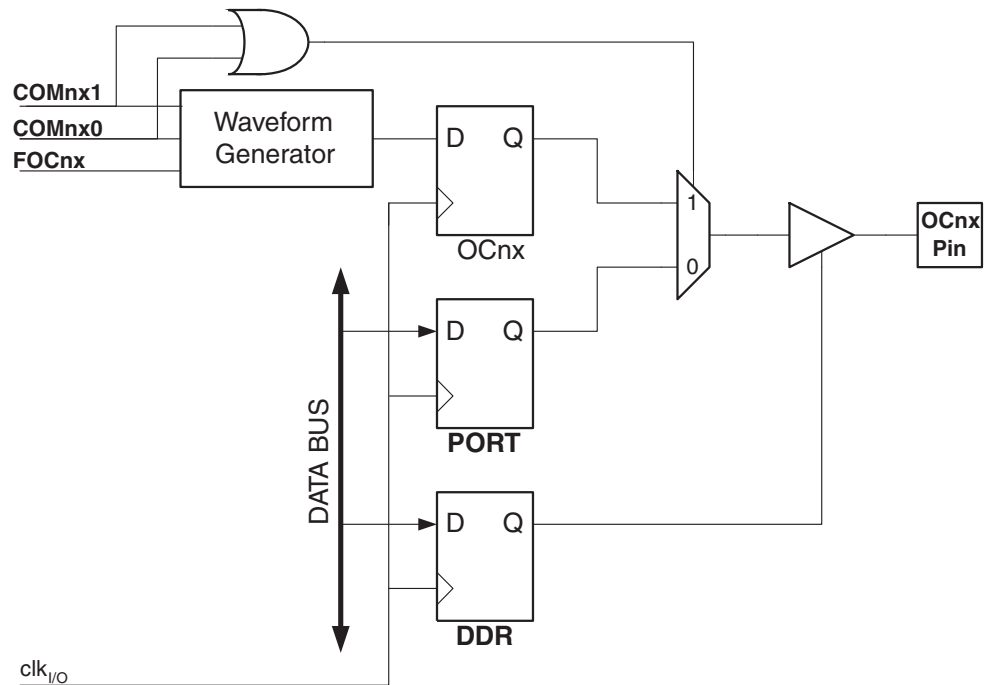 COMnx1
COMnx0
FOCnx
Waveform
Generator
D Q
OCnx
1
0
OCnx
Pin
DATA BUS
D Q
PORT
D Q
DDR
clkI/O